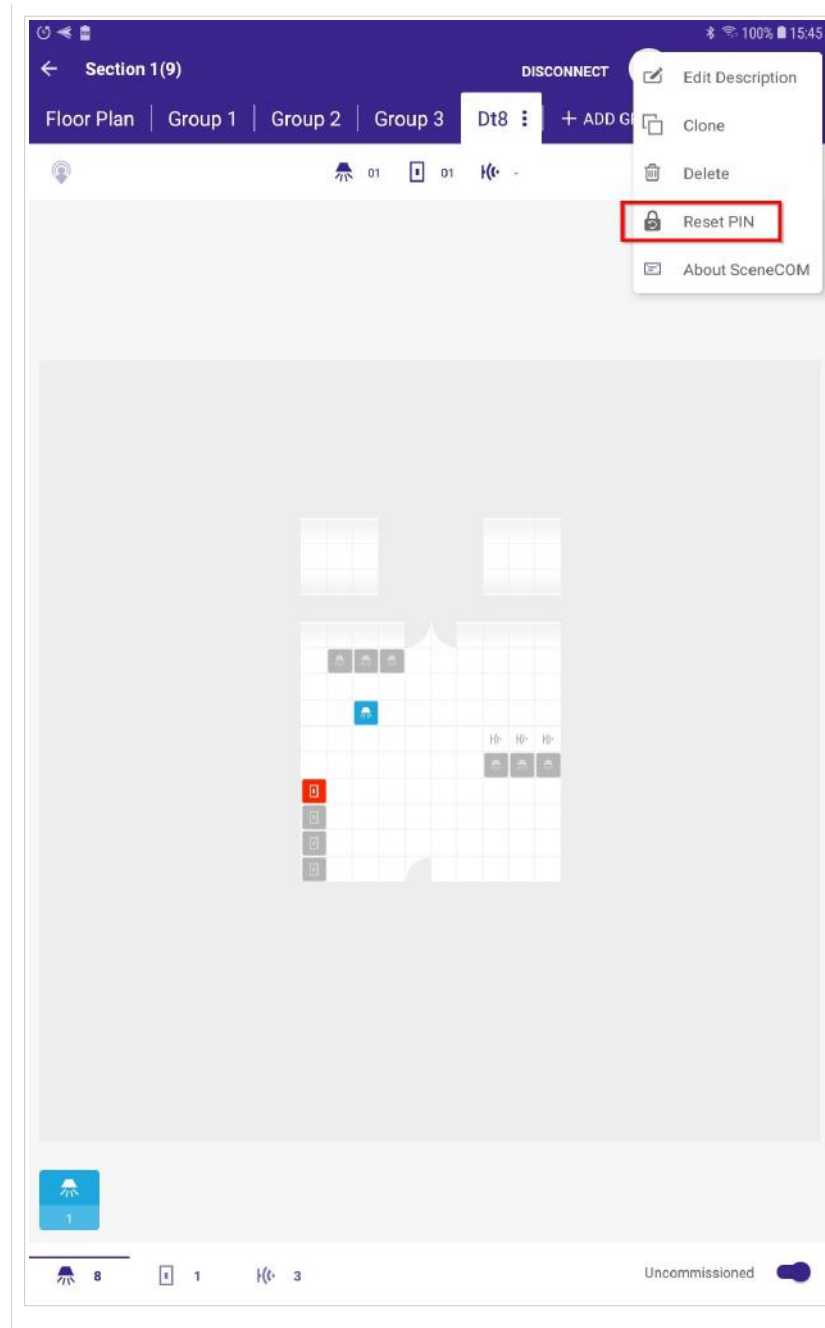 100% 15:45
Section 1(9)
DISCONNECT
Floor Plan
Group 1
Group 2
Group 3
Dt8
+ ADD G
Edit Description
Clone
Delete
Reset PIN
About SceneCOM
01
01
-
1
8
1
3
Uncommissioned